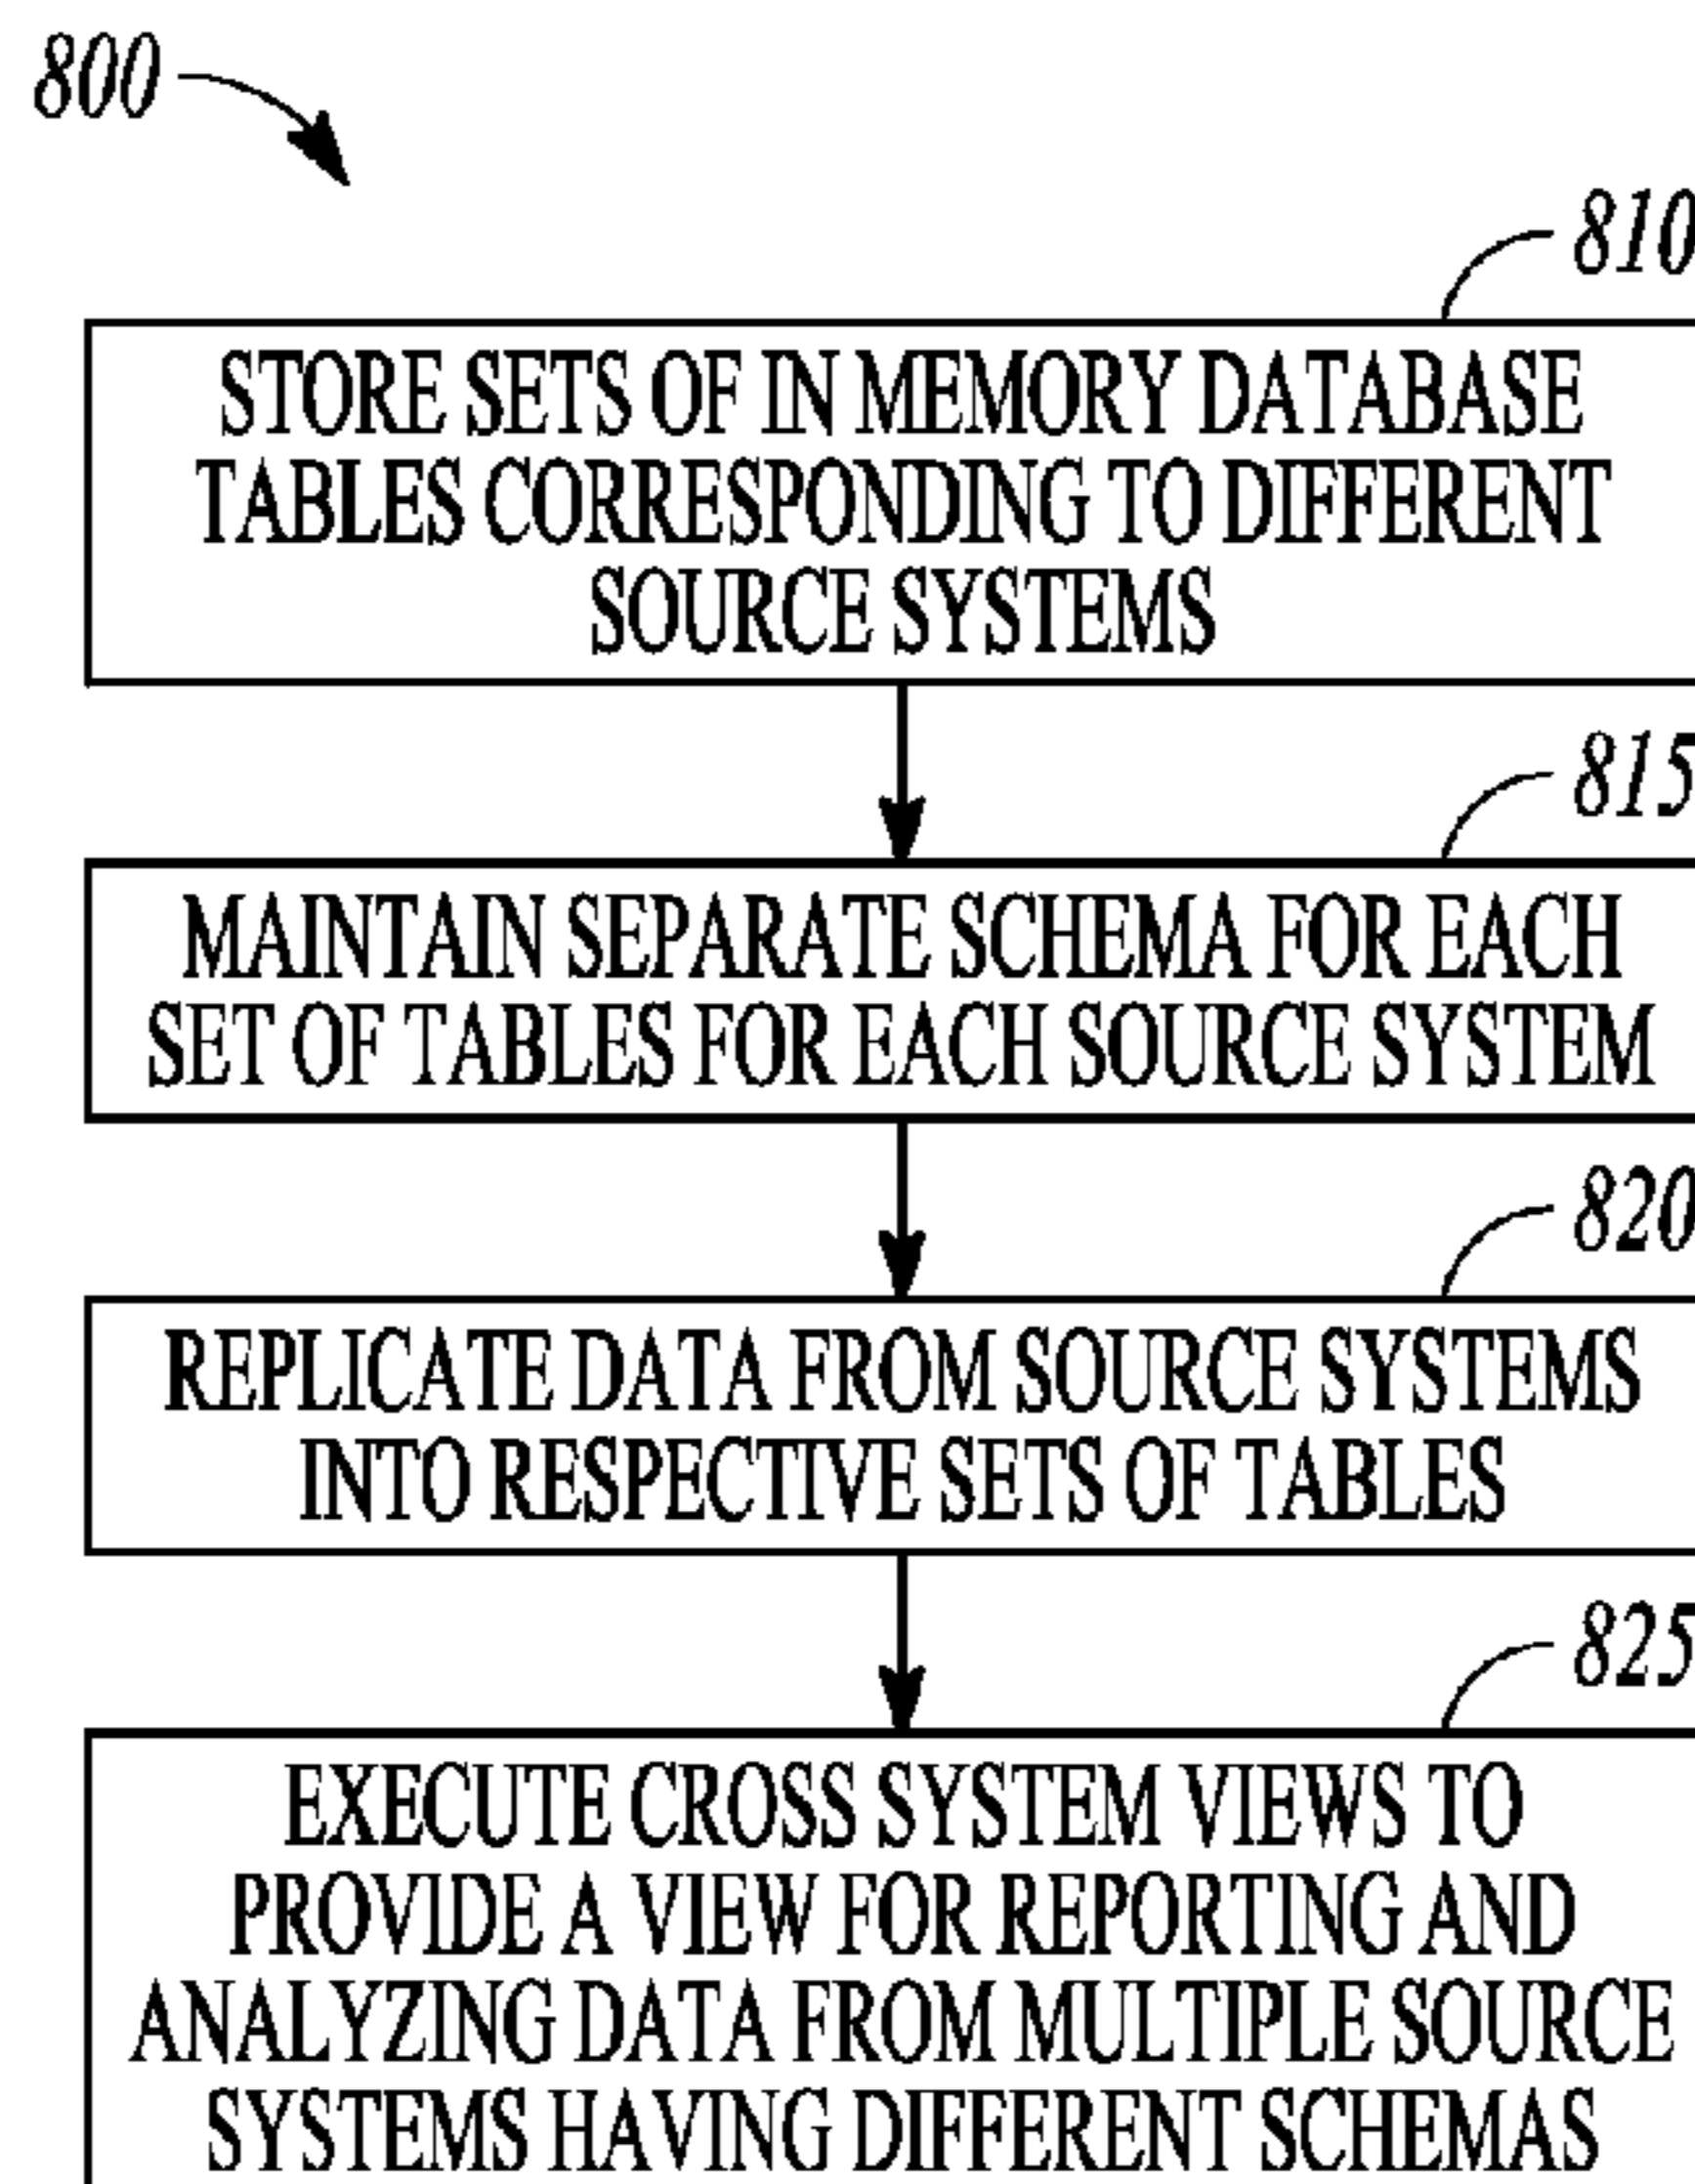 800
810
STORE SETS OF IN MEMORY DATABASE
TABLES CORRESPONDING TO DIFFERENT
SOURCE SYSTEMS
815
MAINTAIN SEPARATE SCHEMA FOR EACH
SET OF TABLES FOR EACH SOURCE SYSTEM
820
REPLICATE DATA FROM SOURCE SYSTEMS
INTO RESPECTIVE SETS OF TABLES
825
EXECUTE CROSS SYSTEM VIEWS TO
PROVIDE A VIEW FOR REPORTING AND
ANALYZING DATA FROM MULTIPLE SOURCE
SYSTEMS HAVING DIFFERENT SCHEMAS